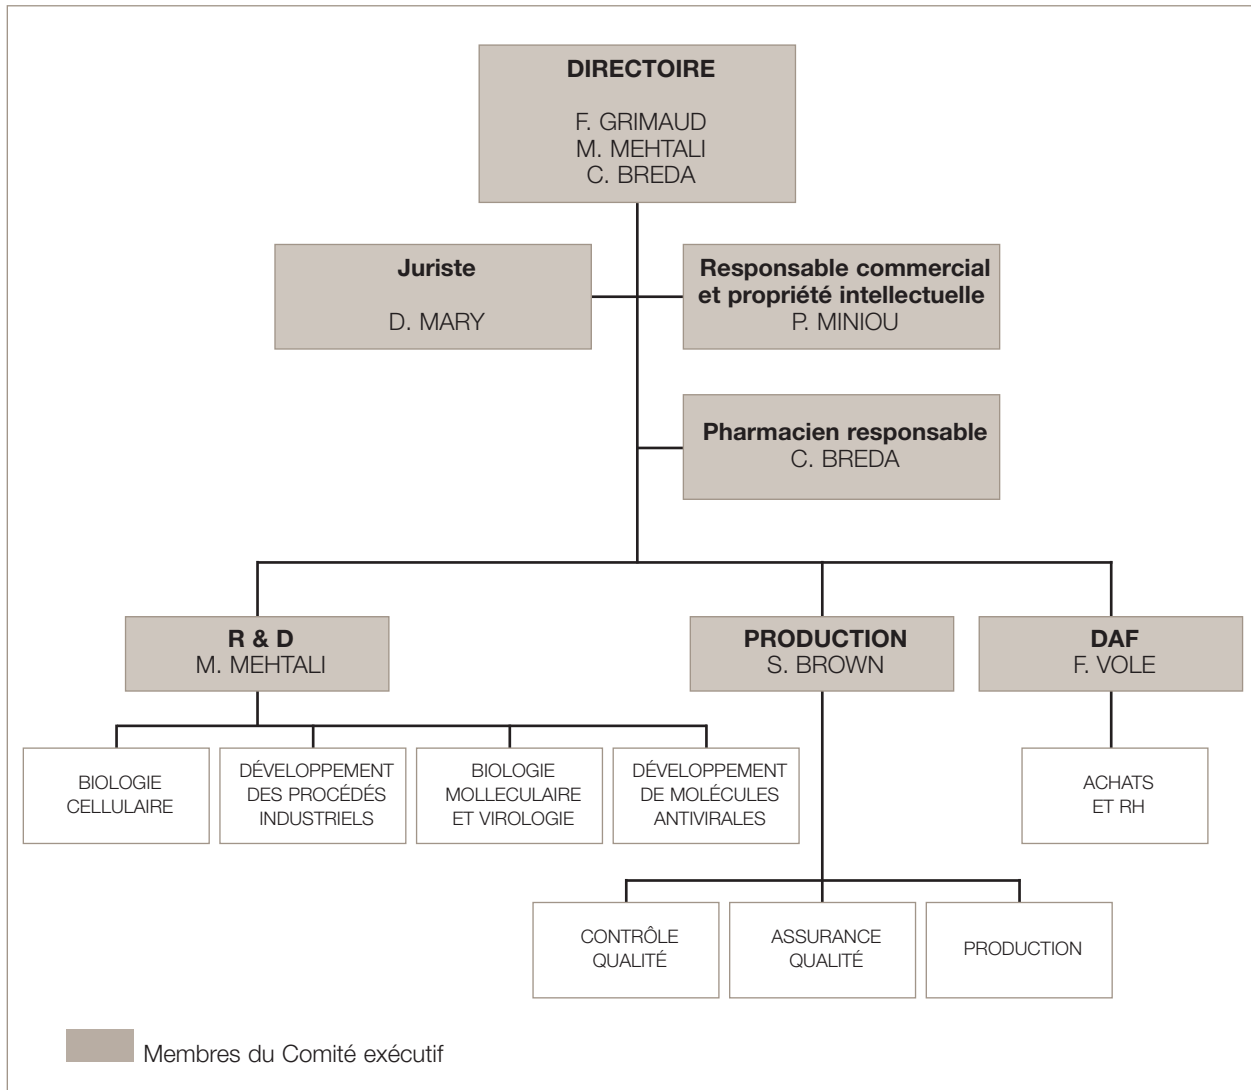 DIRECTOIRE
F. GRIMAUD
M. MEHTALI
C. BREDA
Juriste
D. MARY
Responsable commercial
et propriété intellectuelle
P. MINIOU
Pharmacien responsable
C. BREDA
R & D
M. MEHTALI
PRODUCTION
S. BROWN
DAF
F. VOLE
BIOLOGIE
CELLULAIRE
DÉVELOPPEMENT
DES PROCÉDÉS
INDUSTRIELS
BIOLOGIE
MOLLECULAIRE
ET VIROLOGIE
DÉVELOPPEMENT
DE MOLÉCULES
ANTIVIRALES
ACHATS
ET RH
CONTRÔLE
QUALITÉ
ASSURANCE
QUALITÉ
PRODUCTION
Membres du Comité exécutif